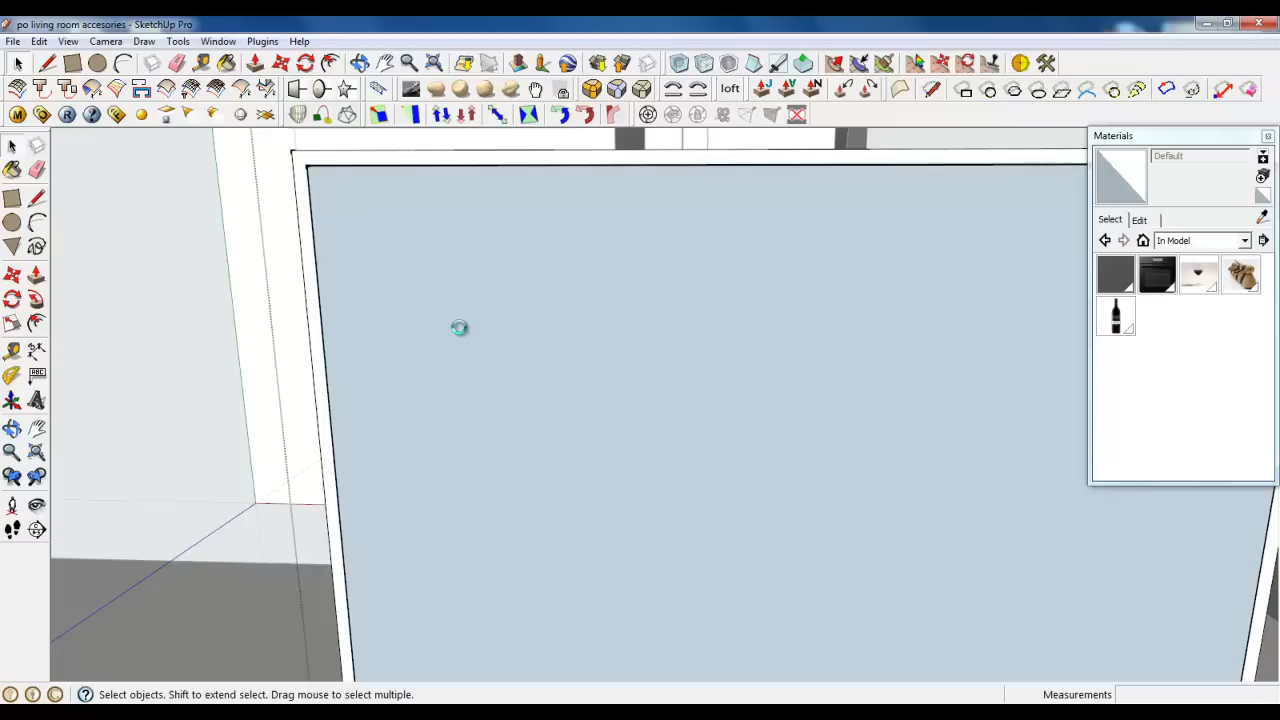 po living room accesories - SketchUp Pro
File Edit View Camera Draw Tools Window Plugins Help
loft
Materials
Default
Select Edit
In Model
Select objects. Shift to extend select. Drag mouse to select multiple.
Measurements